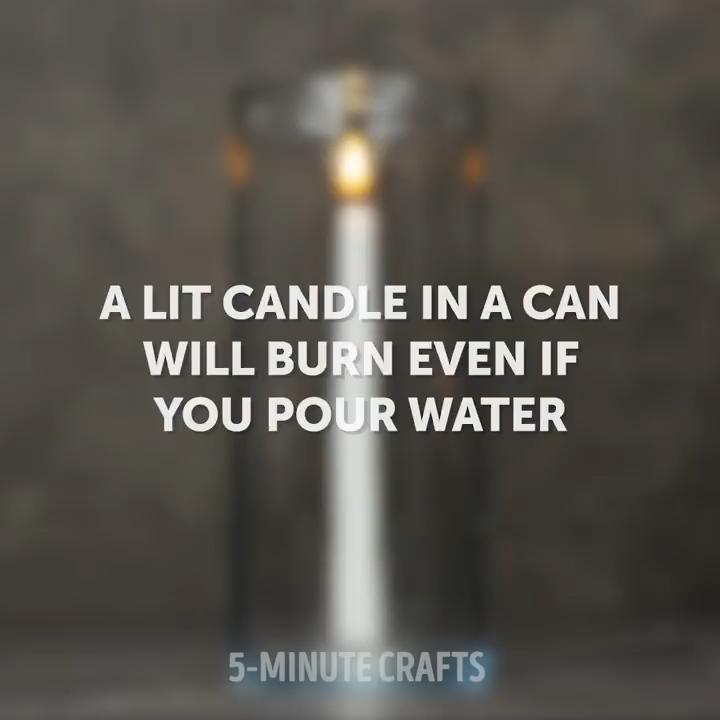 A LIT CANDLE IN A CAN
WILL BURN EVEN IF
YOU POUR WATER
5-MINUTE CRAFTS